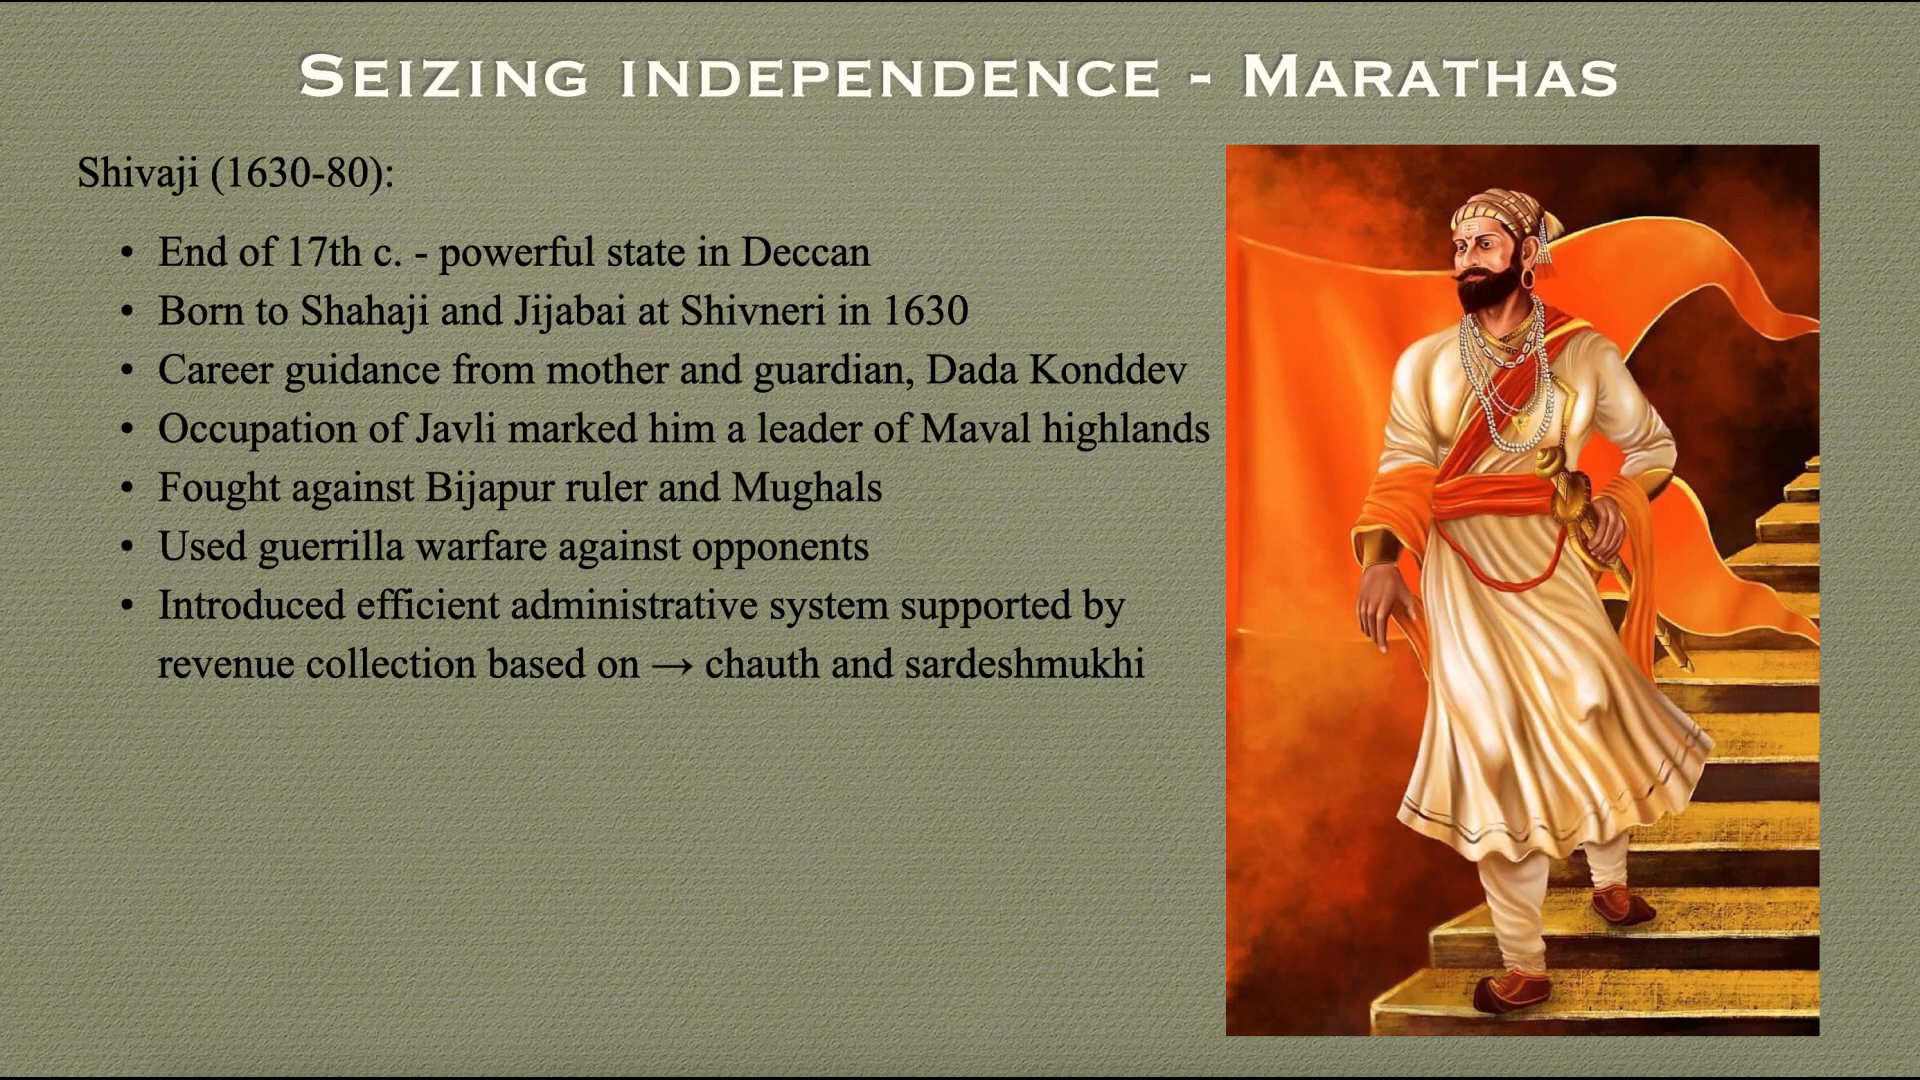 Seizing independence - Marathas
Shivaji (1630-80):
• End of 17th c. - powerful state in Deccan
• Born to Shahaji and Jijabai at Shivneri in 1630
• Career guidance from mother and guardian, Dada Konddev
• Occupation of Javli marked him a leader of Maval highlands
• Fought against Bijapur ruler and Mughals
• Used guerrilla warfare against opponents
• Introduced efficient administrative system supported by
revenue collection based on → chauth and sardeshmukhi